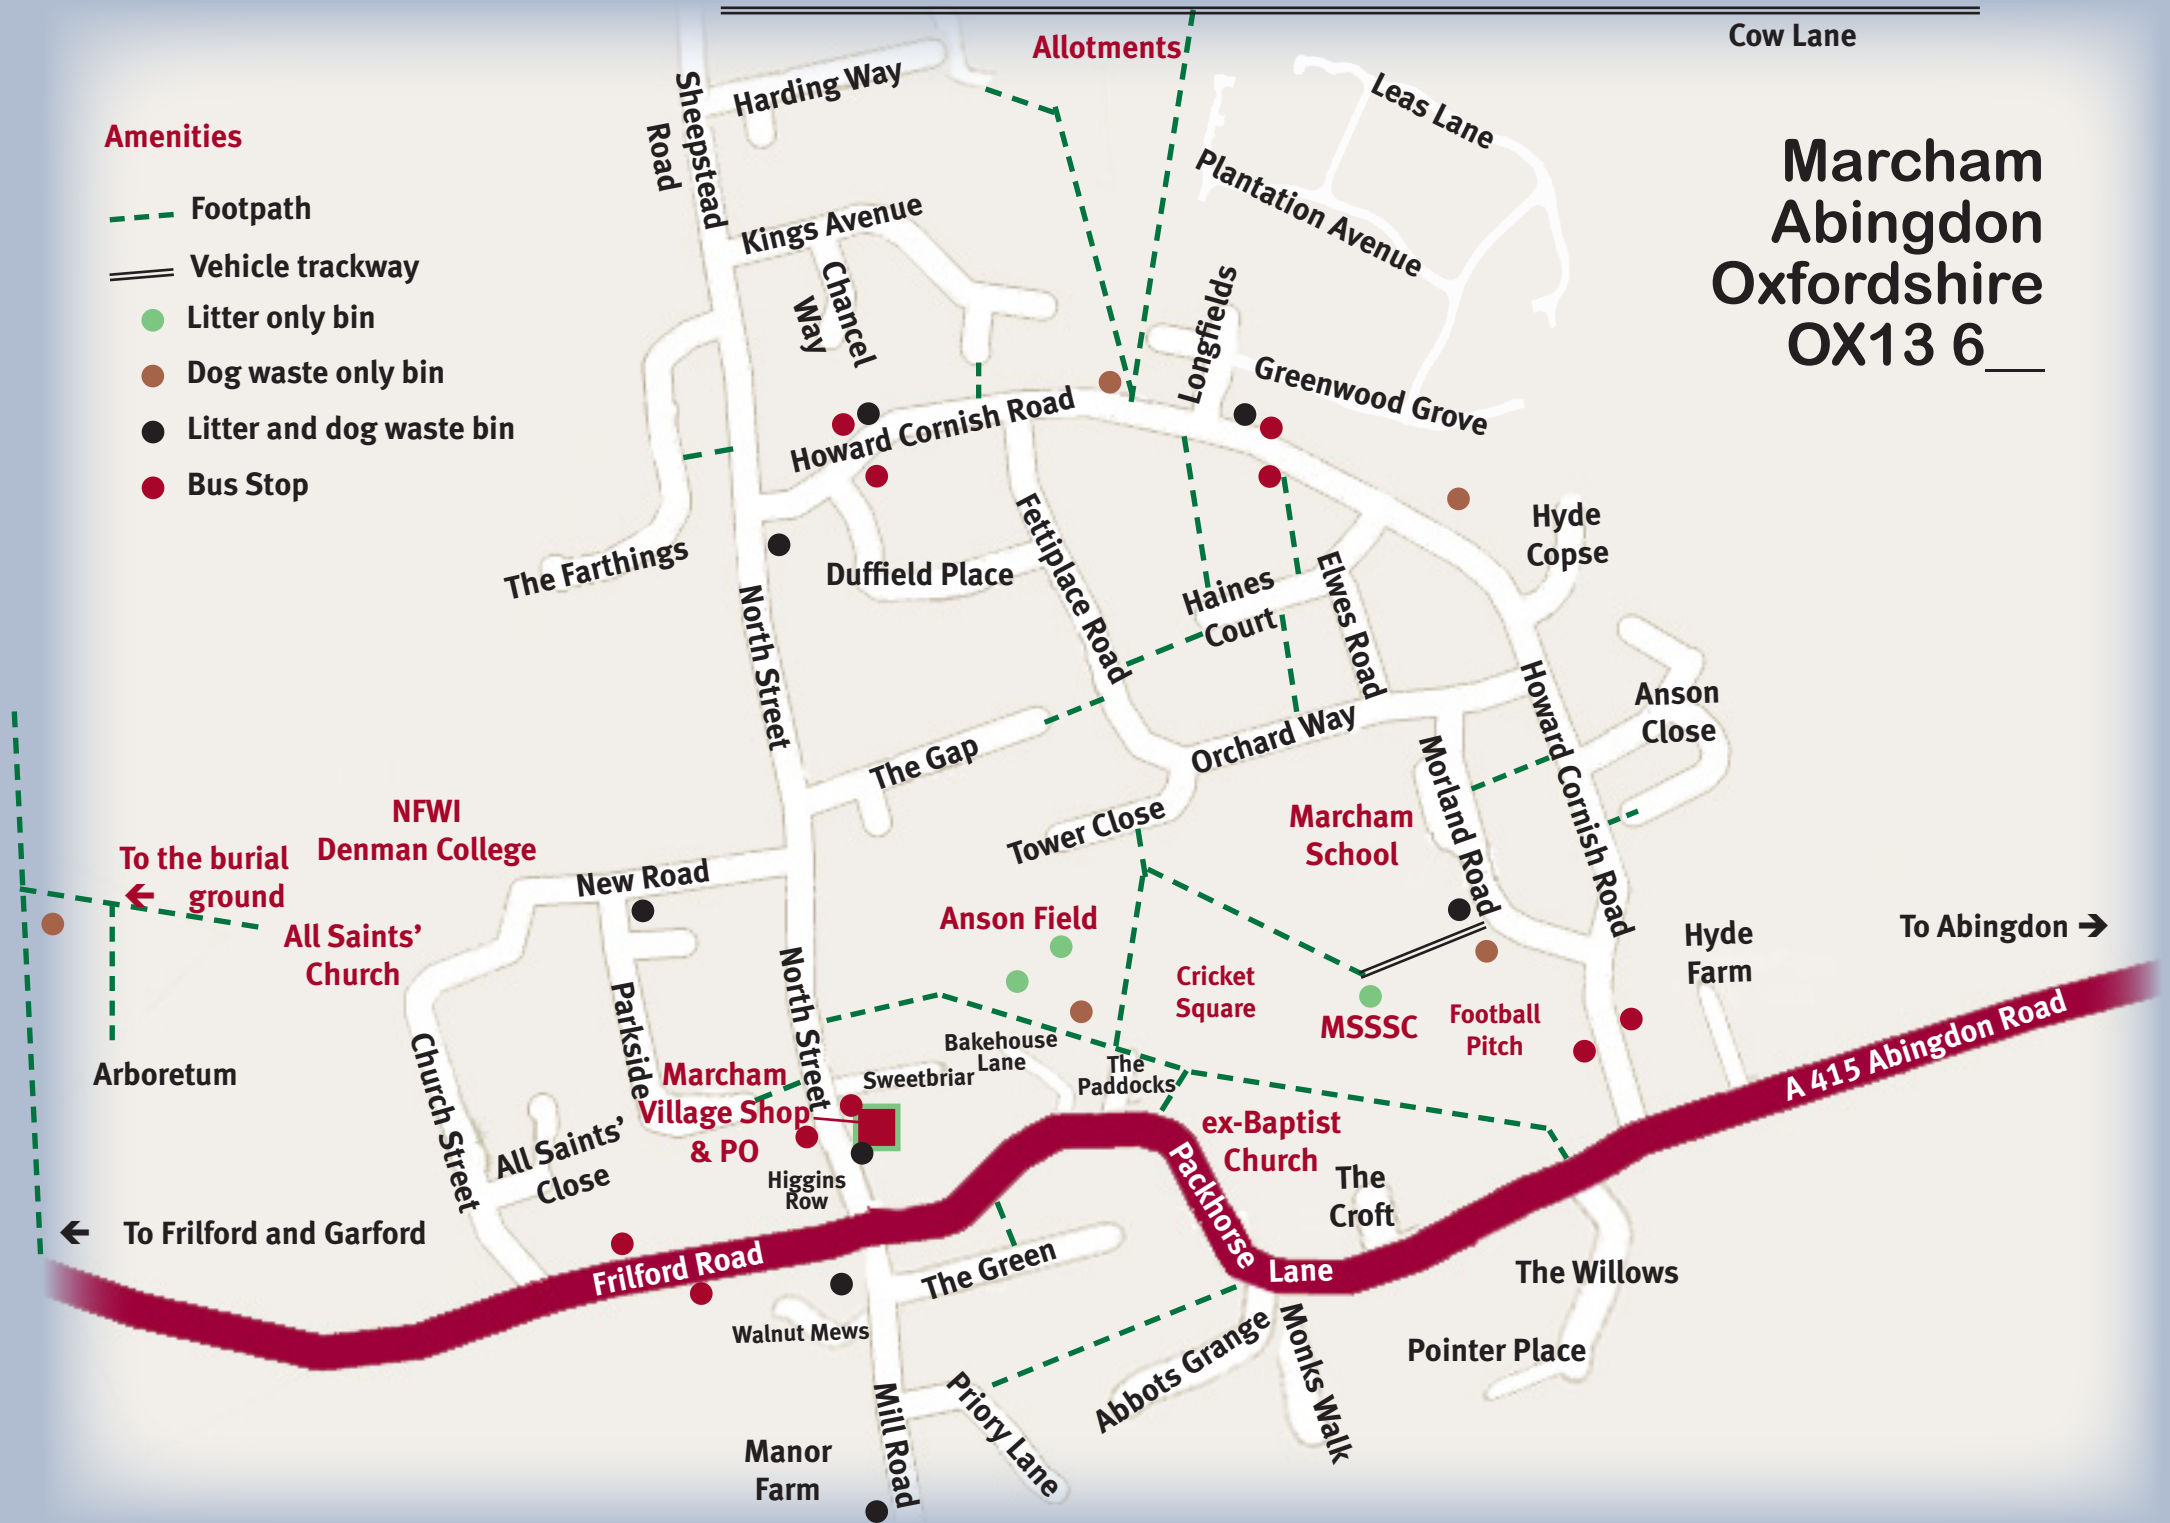 Cow Lane
Allotments
Harding Way
Sheepstead
Road
Leas Lane
Plantation Avenue
Marcham
Abingdon
Oxfordshire
OX13 6__
Amenities
Footpath
Vehicle trackway
Litter only bin
Dog waste only bin
Litter and dog waste bin
Bus Stop
Kings Avenue
Chancel
Way
Longfields
Greenwood Grove
Howard Cornish Road
Hyde
Copse
The Farthings
Duffield Place
Fettiplace Road
Haines
Court
Elwes Road
North Street
Howard Cornish Road
Anson
Close
The Gap
Orchard Way
Morland Road
Tower Close
Marcham
School
NFWI
Denman College
To the burial
ground
All Saints’
Church
New Road
Anson Field
Cricket
Square
MSSSC
Football
Pitch
Hyde
Farm
To Abingdon
A 415 Abingdon Road
Arboretum
Church Street
Parkside
North Street
Bakehouse
Lane
Sweetbriar
The
Paddocks
Marcham
Village Shop
& PO
Higgins
Row
All Saints’
Close
ex-Baptist
Church
The
Croft
Packhorse
Lane
To Frilford and Garford
Frilford Road
The Green
The Willows
Walnut Mews
Pointer Place
Abbots Grange
Monks Walk
Priory Lane
Mill Road
Manor
Farm